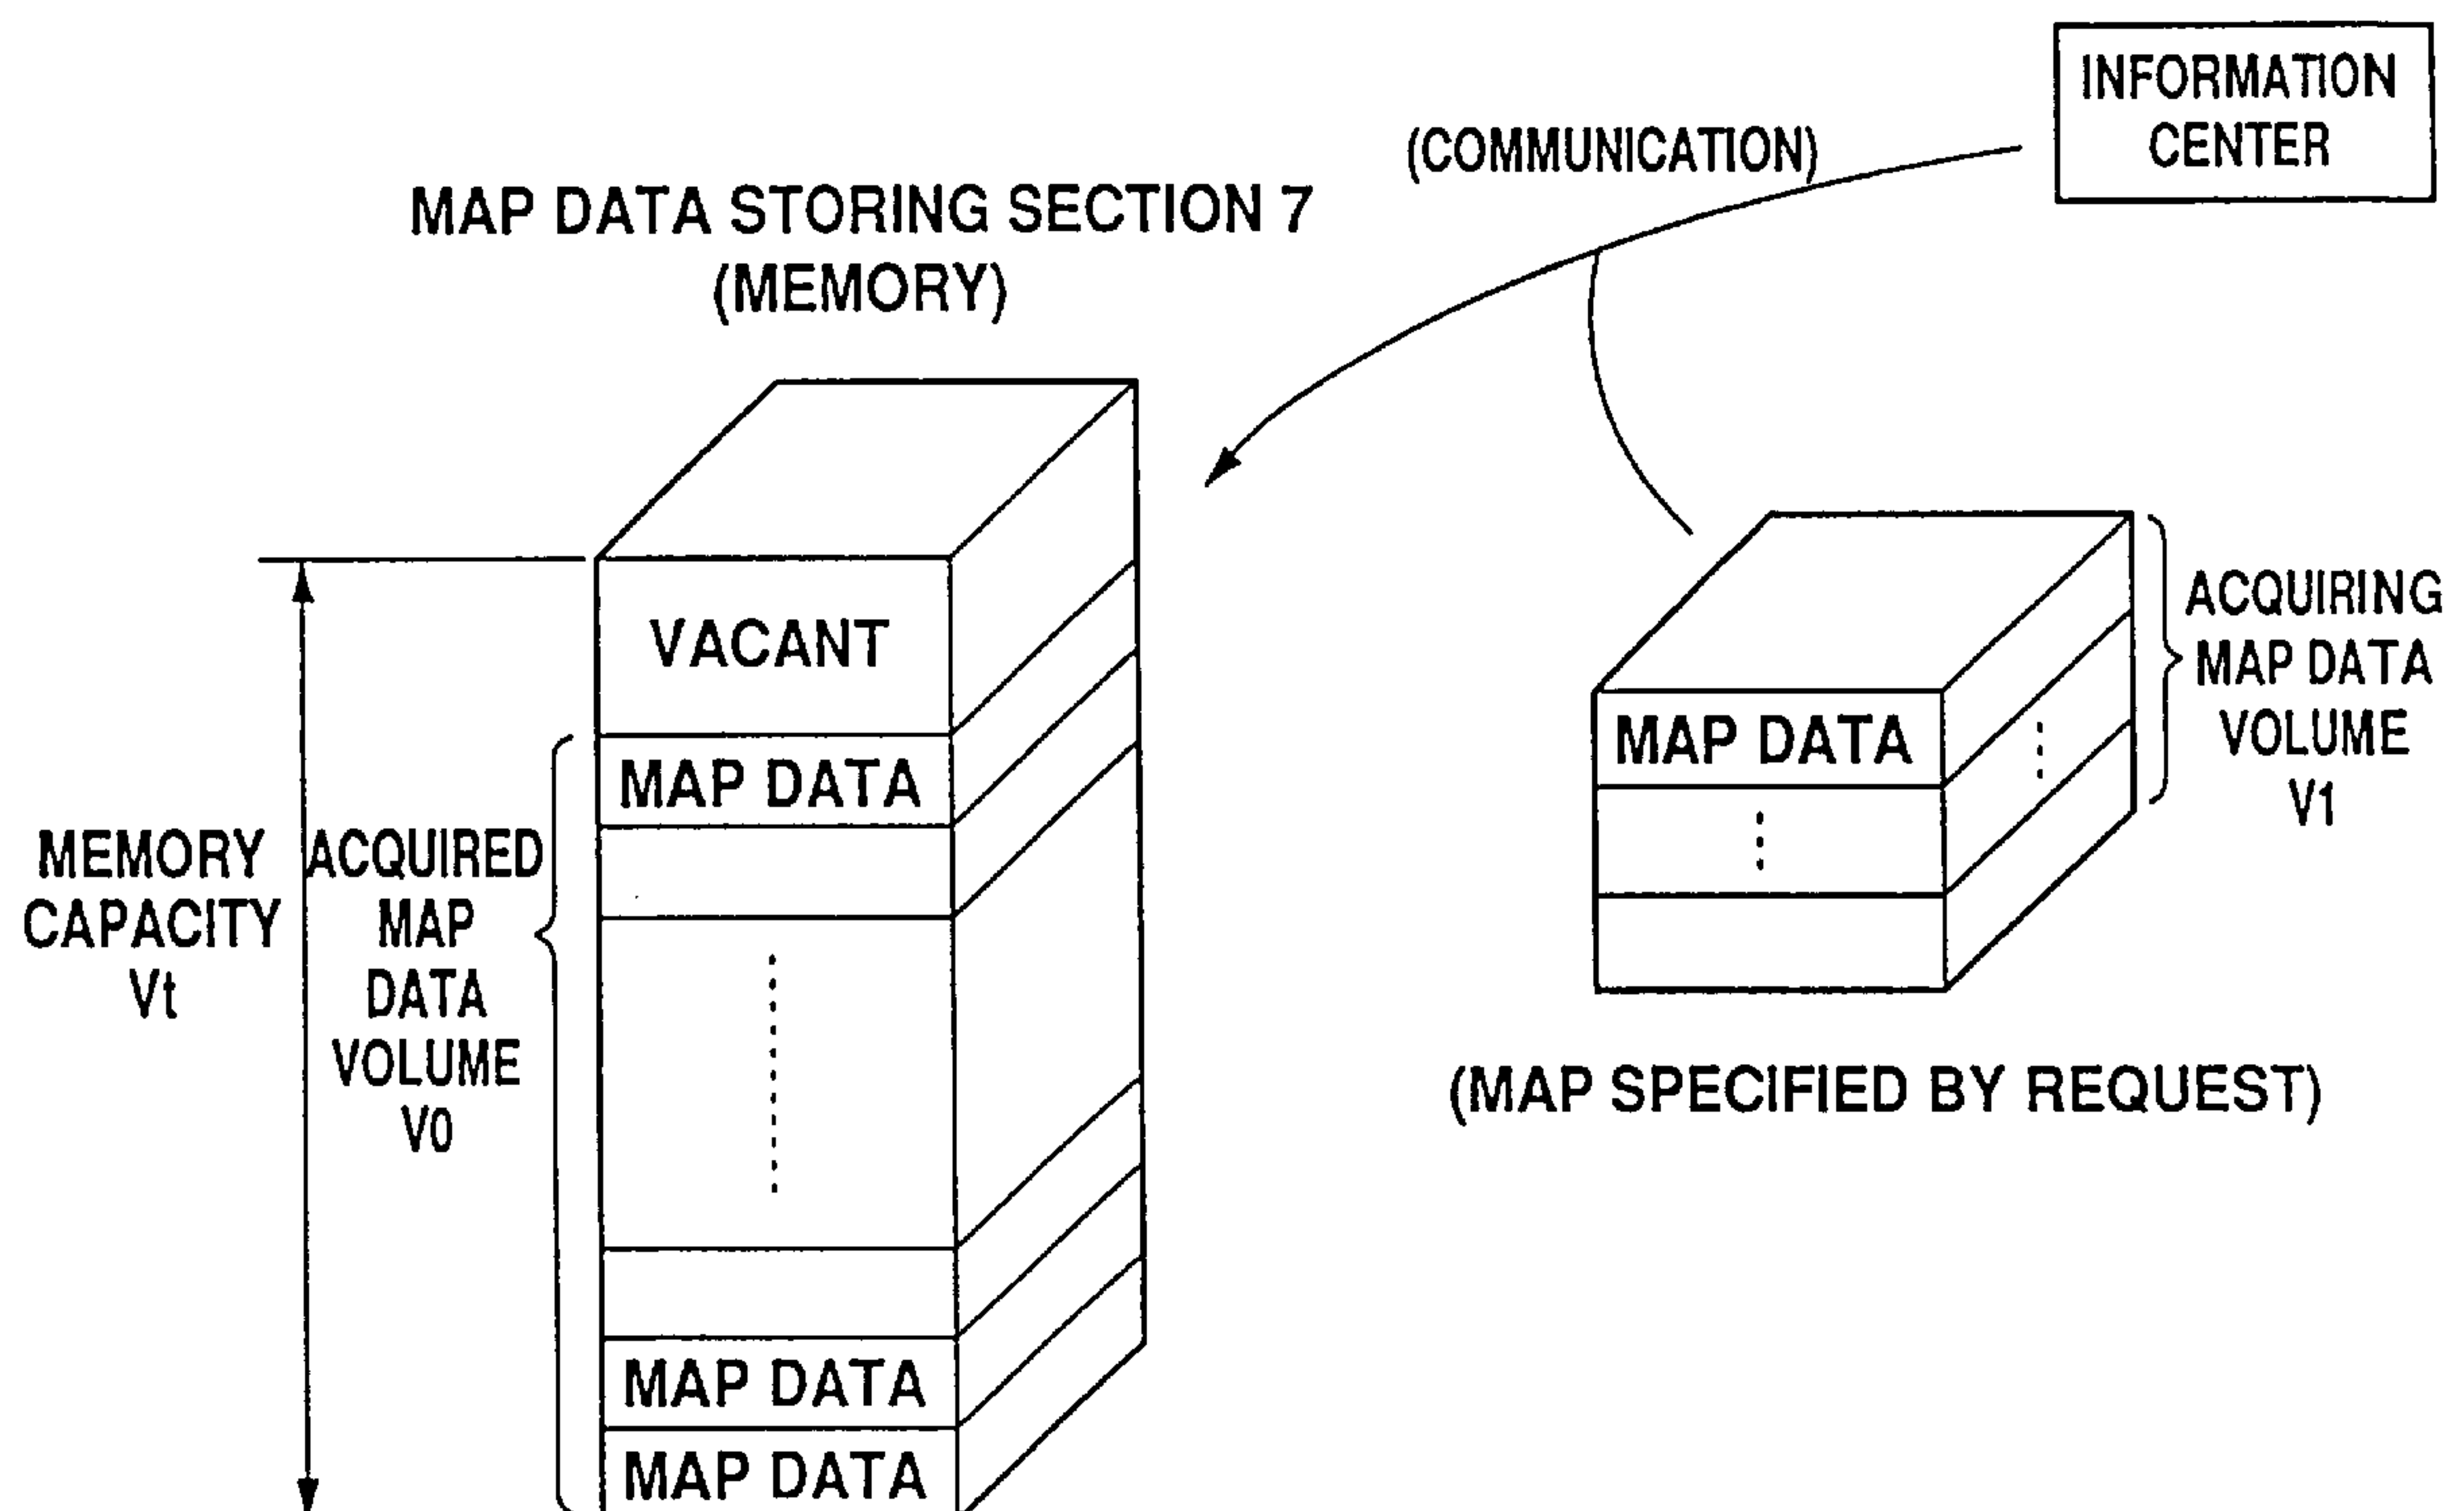 INFORMATION
CENTER
(COMMUNICATION)
MAP DATA STORING SECTION 7
(MEMORY)
VACANT
MAP DATA
MEMORY
CAPACITY
Vt
ACQUIRED
MAP
DATA
VOLUME
V0
MAP DATA
MAP DATA
MAP DATA
ACQUIRING
MAP DATA
VOLUME
V1
(MAP SPECIFIED BY REQUEST)